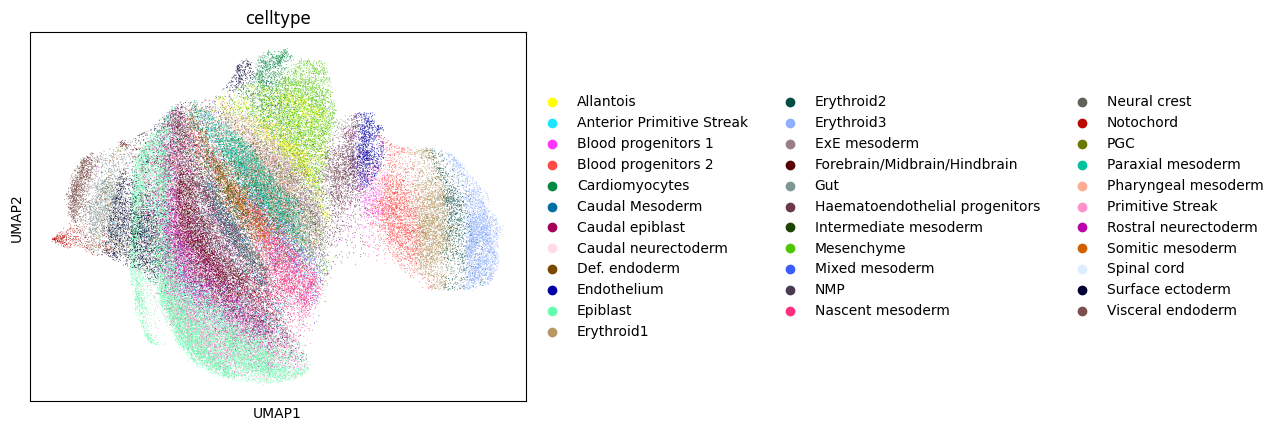 celltype
UMAP2
UMAP1
Allantois
Anterior Primitive Streak
Blood progenitors 1
Blood progenitors 2
Cardiomyocytes
Caudal Mesoderm
Caudal epiblast
Caudal neurectoderm
Def. endoderm
Endothelium
Epiblast
Erythroid1
Erythroid2
Erythroid3
ExE mesoderm
Forebrain/Midbrain/Hindbrain
Gut
Haematoendothelial progenitors
Intermediate mesoderm
Mesenchyme
Mixed mesoderm
NMP
Nascent mesoderm
Neural crest
Notochord
PGC
Paraxial mesoderm
Pharyngeal mesoderm
Primitive Streak
Rostral neurectoderm
Somitic mesoderm
Spinal cord
Surface ectoderm
Visceral endoderm